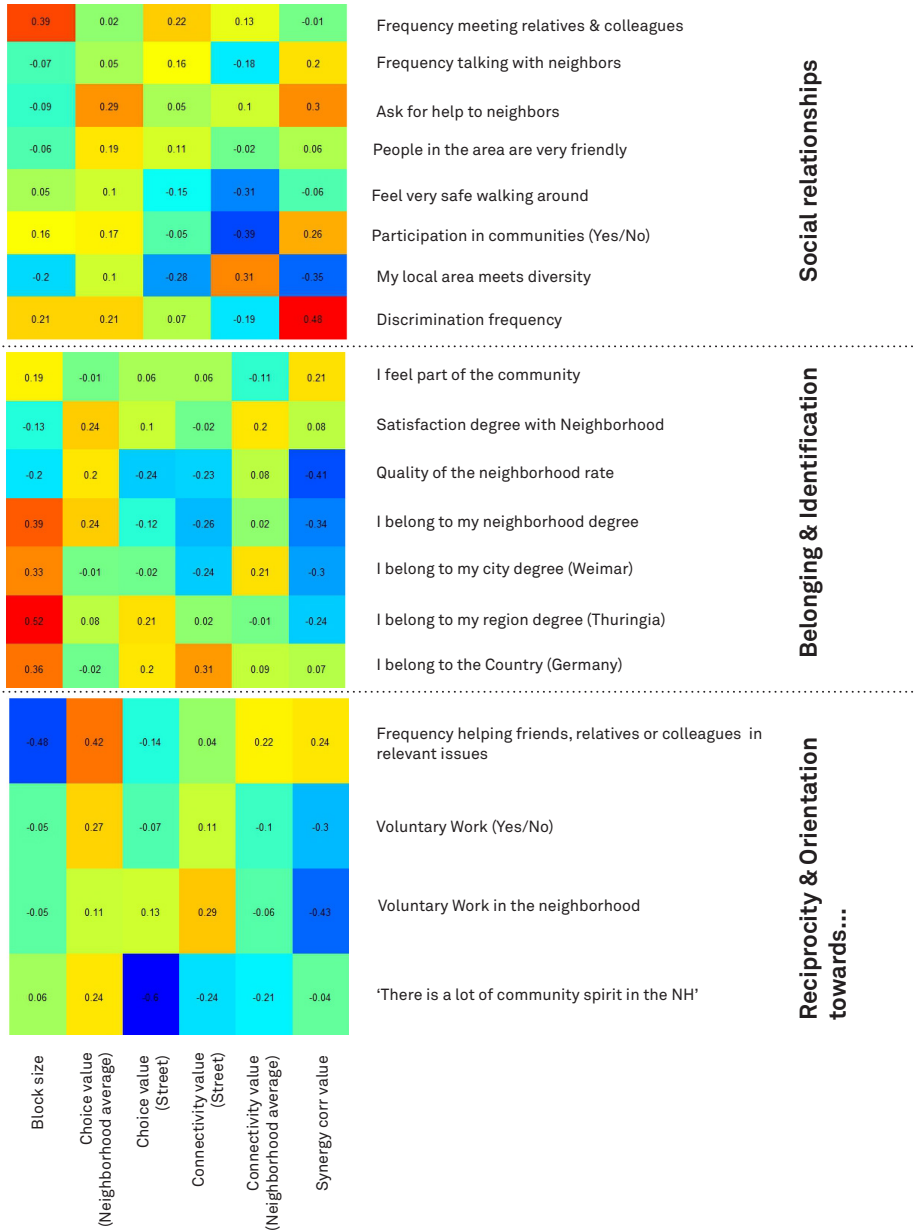 0.39 0.02 0.22 0.13 -0.01 Frequency meeting relatives & colleagues
-0.07 0.05 0.16 -0.18 0.2 Frequency talking with neighbors
-0.09 0.29 0.05 0.1 0.3 Ask for help to neighbors
-0.06 0.19 0.11 -0.02 0.06 People in the area are very friendly
0.05 0.1 -0.15 -0.31 -0.06 Feel very safe walking around
0.16 0.17 -0.05 -0.39 0.26 Participation in communities (Yes/No)
-0.2 0.1 -0.28 0.31 -0.35 My local area meets diversity
0.21 0.21 0.07 -0.19 0.48 Discrimination frequency
Social relationships
0.19 -0.01 0.06 0.06 -0.11 0.21 I feel part of the community
-0.13 0.24 0.1 -0.02 0.2 0.08 Satisfaction degree with Neighborhood
-0.2 0.2 -0.24 -0.23 0.08 -0.41 Quality of the neighborhood rate
0.39 0.24 -0.12 -0.26 0.02 -0.34 I belong to my neighborhood degree
0.33 -0.01 -0.02 -0.24 0.21 -0.3 I belong to my city degree (Weimar)
0.52 0.08 0.21 0.02 -0.01 -0.24 I belong to my region degree (Thuringia)
0.36 -0.02 0.2 0.31 0.09 0.07 I belong to the Country (Germany)
Belonging & Identification
-0.48 0.42 -0.14 0.04 0.22 0.24 Frequency helping friends, relatives or colleagues in
relevant issues
-0.05 0.27 -0.07 0.11 -0.1 -0.3 Voluntary Work (Yes/No)
-0.05 0.11 0.13 0.29 -0.06 -0.43 Voluntary Work in the neighborhood
0.06 0.24 -0.6 -0.24 -0.21 -0.04 ‘There is a lot of community spirit in the NH’
Reciprocity & Orientation
towards...
Block size
Choice value
(Neighborhood average)
Choice value
(Street)
Connectivity value
(Street)
Connectivity value
(Neighborhood average)
Synergy corr value